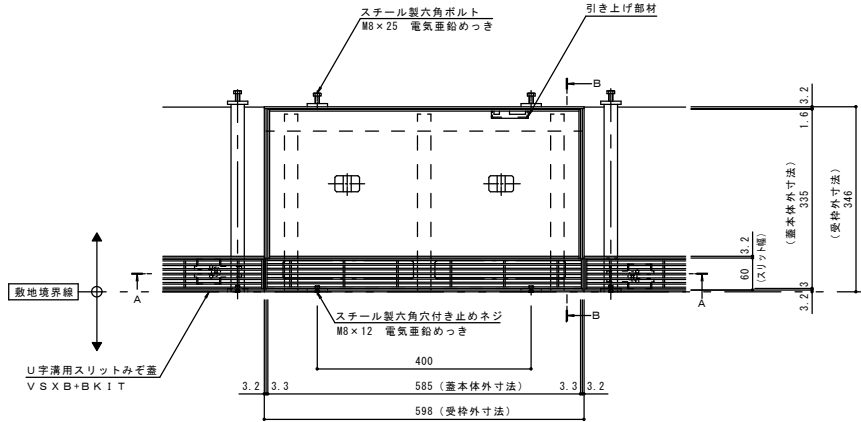 スチール製六角ボルト
M8×25 電気亜鉛めっき
引き上げ部材
B
3.2
1.6
(蓋本体外寸法)
335
(受枠外寸法)
346
3.2
60
(スリット幅)
3
3.2
A
A
敷地境界線
B
スチール製六角穴付き止めネジ
M8×12 電気亜鉛めっき
U字溝用スリットみぞ蓋
VSXB+BKIT
400
3.2
3.3
585 (蓋本体外寸法)
3.3
3.2
598 (受枠外寸法)